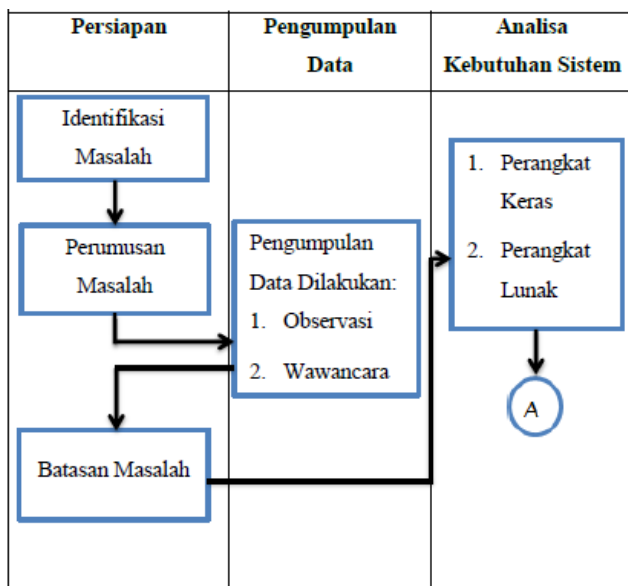 Persiapan
Pengumpulan
Data
Analisa
Kebutuhan Sistem
Identifikasi
Masalah
Perumusan
Masalah
Batasan Masalah
Pengumpulan
Data Dilakukan:
1. Observasi
2. Wawancara
1. Perangkat
Keras
2. Perangkat
Lunak
A